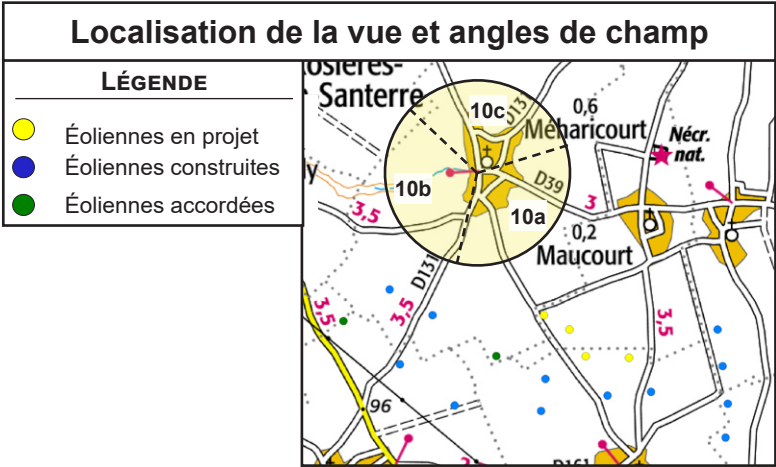 Localisation de la vue et angles de champ
LÉGENDE
Éoliennes en projet
Éoliennes construites
Éoliennes accordées
Santerre
10c
0,6
Méharicourt
Nécr.
nat.
10b
D39
3
3,5
10a
0,2
Maucourt
D131
3,5
3,5
3,5
96